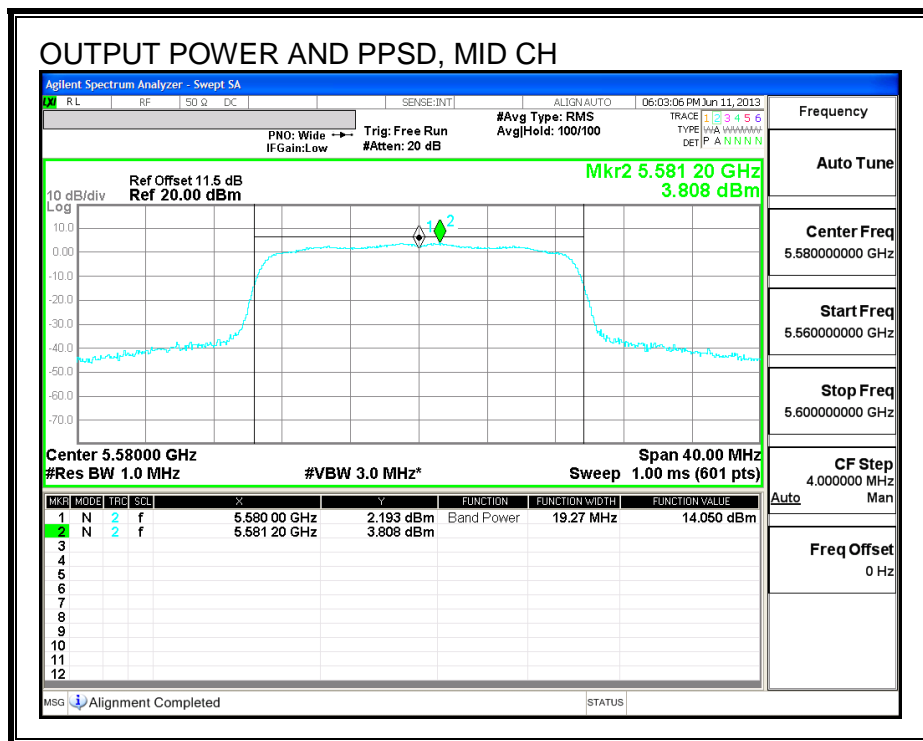 OUTPUT POWER AND PPSD, MID CH
Agilent Spectrum Analyzer - Swept SA
LXI RL RF 50 Ω DC SENSE:INT ALIGNAUTO 06:03:06 PM Jun 11, 2013
PNO: Wide
IFGain:Low
Trig: Free Run
#Atten: 20 dB
#Avg Type: RMS
Avg|Hold: 100/100
TRACE 1 2 3 4 5 6
TYPE WA WWWWW
DET P A N N N N
Mkr2 5.581 20 GHz
3.808 dBm
Ref Offset 11.5 dB
10 dB/div Ref 20.00 dBm
Log
1 2
10.0
0.00
-10.0
-20.0
-30.0
-40.0
-50.0
-60.0
-70.0
Center 5.58000 GHz Span 40.00 MHz
#Res BW 1.0 MHz #VBW 3.0 MHz* Sweep 1.00 ms (601 pts)
MKR MODE TRC SCL X Y FUNCTION FUNCTION WIDTH FUNCTION VALUE
1 N 2 f 5.580 00 GHz 2.193 dBm Band Power 19.27 MHz 14.050 dBm
2 N 2 f 5.581 20 GHz 3.808 dBm
3
4
5
6
7
8
9
10
11
12
MSG Alignment Completed STATUS
Frequency
Auto Tune
Center Freq
5.580000000 GHz
Start Freq
5.560000000 GHz
Stop Freq
5.600000000 GHz
CF Step
4.000000 MHz
Auto Man
Freq Offset
0 Hz